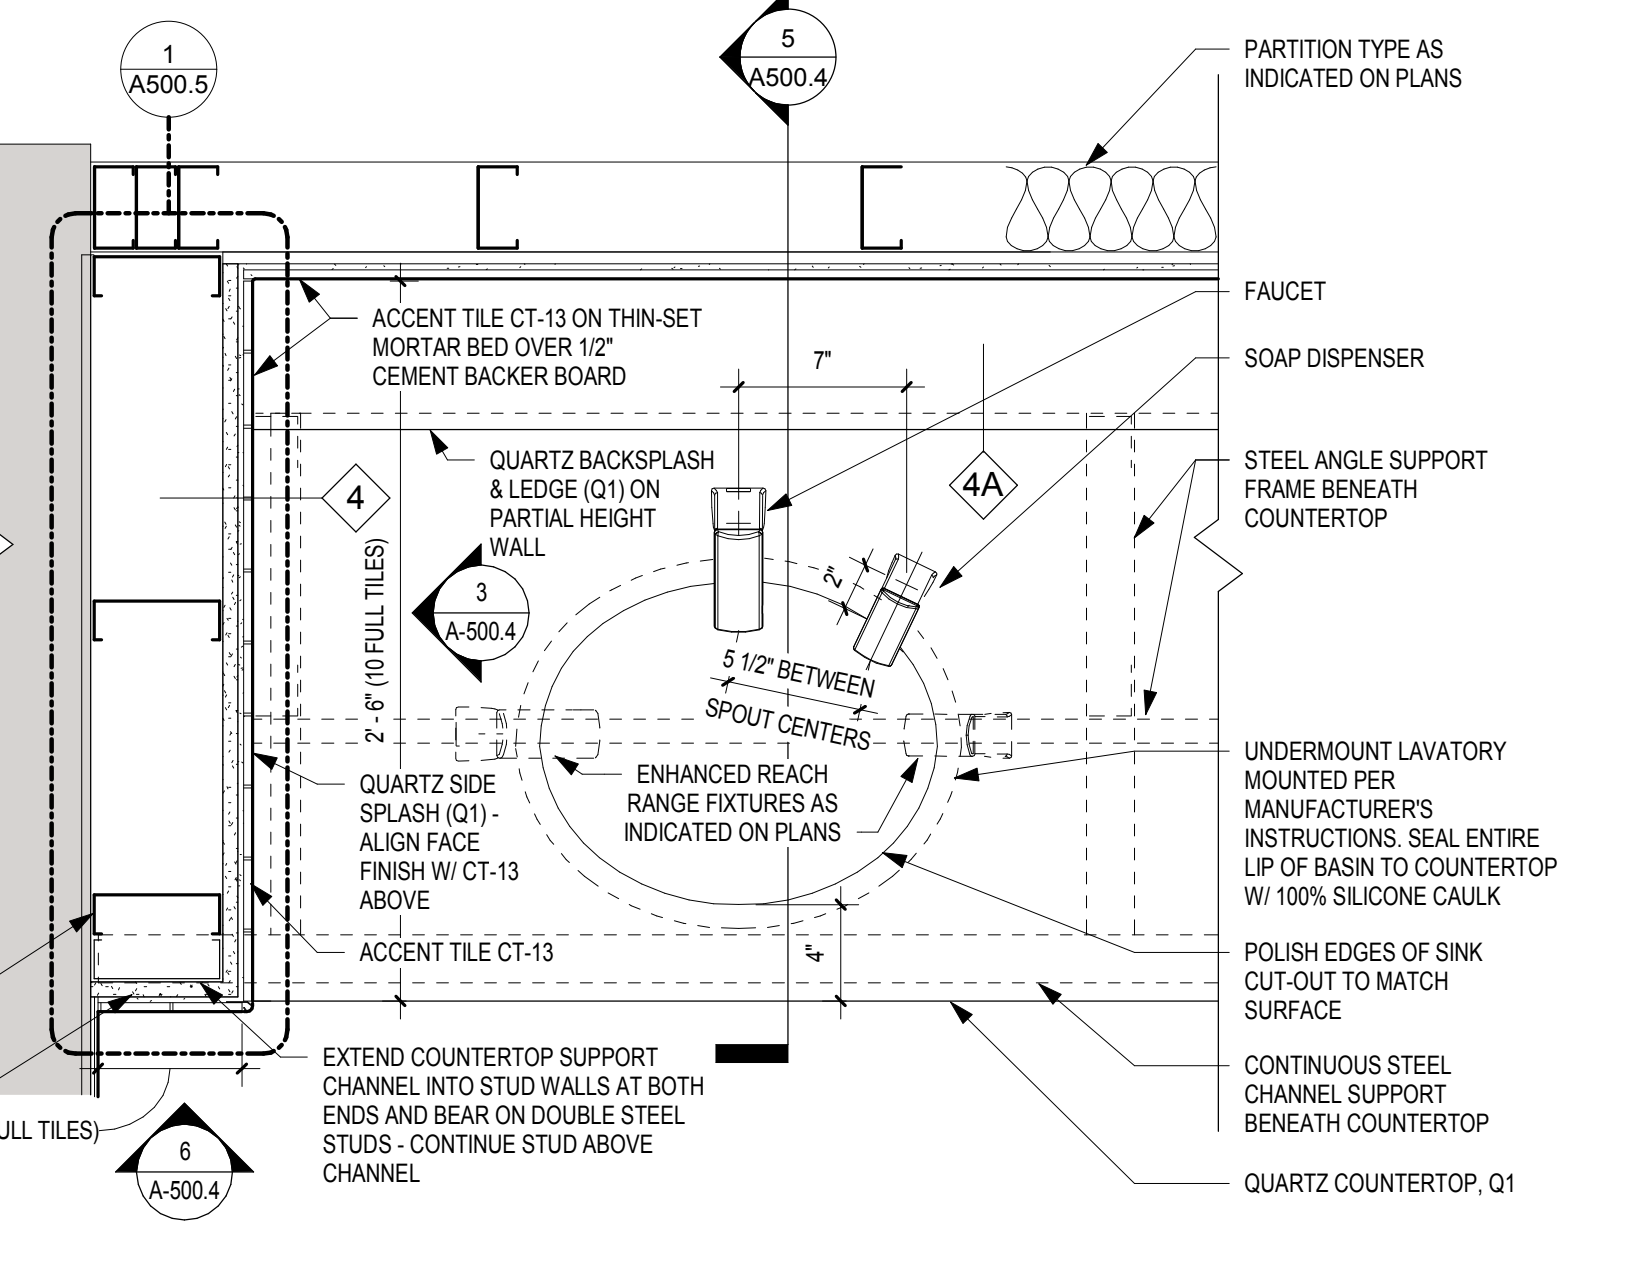 1
A500.5
5
A500.4
PARTITION TYPE AS
INDICATED ON PLANS
FAUCET
SOAP DISPENSER
ACCENT TILE CT-13 ON THIN-SET
MORTAR BED OVER 1/2"
CEMENT BACKER BOARD
7"
QUARTZ BACKSPLASH
& LEDGE (Q1) ON
PARTIAL HEIGHT
WALL
4
4A
STEEL ANGLE SUPPORT
FRAME BENEATH
COUNTERTOP
2' - 6" (10 FULL TILES)
3
A-500.4
2"
5 1/2" BETWEEN
SPOUT CENTERS
ENHANCED REACH
RANGE FIXTURES AS
INDICATED ON PLANS
QUARTZ SIDE
SPLASH (Q1) -
ALIGN FACE
FINISH W/ CT-13
ABOVE
UNDERMOUNT LAVATORY
MOUNTED PER
MANUFACTURER'S
INSTRUCTIONS. SEAL ENTIRE
LIP OF BASIN TO COUNTERTOP
W/ 100% SILICONE CAULK
ACCENT TILE CT-13
4"
POLISH EDGES OF SINK
CUT-OUT TO MATCH
SURFACE
EXTEND COUNTERTOP SUPPORT
CHANNEL INTO STUD WALLS AT BOTH
ENDS AND BEAR ON DOUBLE STEEL
STUDS - CONTINUE STUD ABOVE
CHANNEL
CONTINUOUS STEEL
CHANNEL SUPPORT
BENEATH COUNTERTOP
ULL TILES)
6
A-500.4
QUARTZ COUNTERTOP, Q1